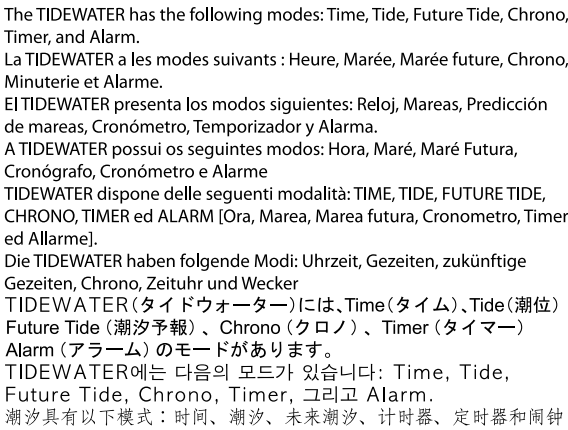 The TIDEWATER has the following modes: Time, Tide, Future Tide, Chrono,
Timer, and Alarm.
La TIDEWATER a les modes suivants : Heure, Marée, Marée future, Chrono,
Minuterie et Alarme.
El TIDEWATER presenta los modos siguientes: Reloj, Mareas, Predicción
de mareas, Cronómetro, Temporizador y Alarma.
A TIDEWATER possui os seguintes modos: Hora, Maré, Maré Futura,
Cronógrafo, Cronómetro e Alarme
TIDEWATER dispone delle seguenti modalità: TIME, TIDE, FUTURE TIDE,
CHRONO, TIMER ed ALARM [Ora, Marea, Marea futura, Cronometro, Timer
ed Allarme].
Die TIDEWATER haben folgende Modi: Uhrzeit, Gezeiten, zukünftige
Gezeiten, Chrono, Zeituhr und Wecker
TIDEWATER(タイドウォーター)には、Time(タイム)、Tide(潮位)
Future Tide (潮汐予報) 、Chrono (クロノ) 、Timer (タイマー)
Alarm (アラーム) のモードがあります。
TIDEWATER에는 다음의 모드가 있습니다: Time, Tide,
Future Tide, Chrono, Timer, 그리고 Alarm.
潮汐具有以下模式：时间、潮汐、未来潮汐、计时器、定时器和闹钟